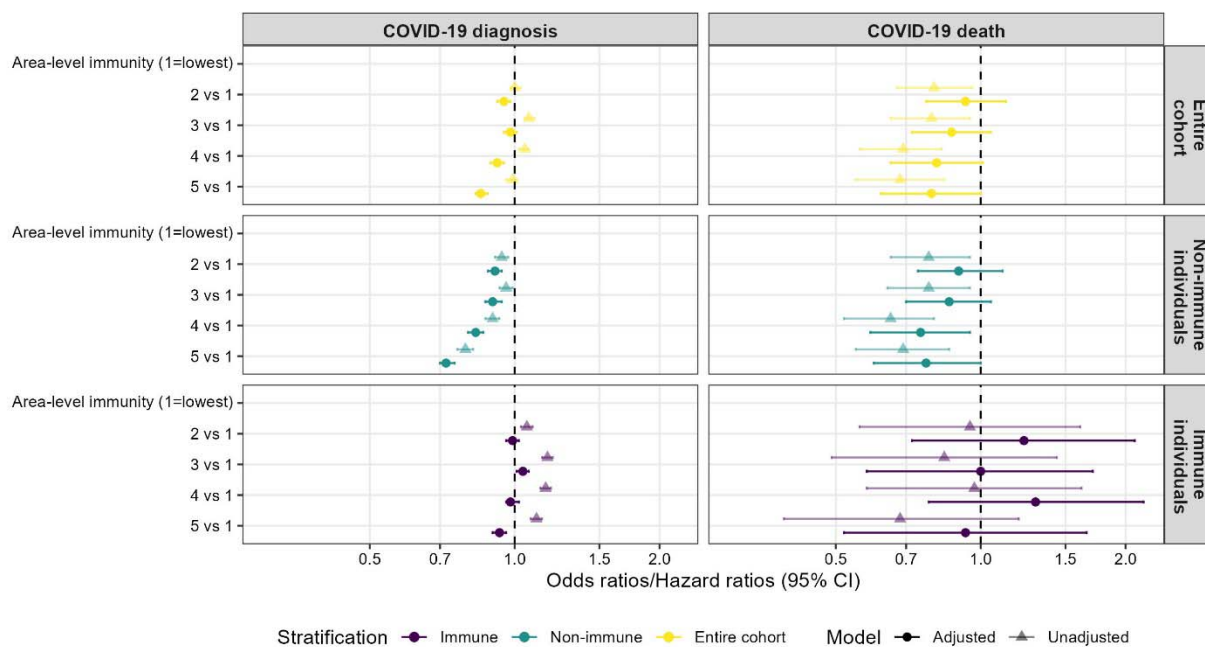 COVID-19 diagnosis
COVID-19 death
Area-level immunity (1=lowest)
2 vs 1
3 vs 1
4 vs 1
5 vs 1
Entire
cohort
Area-level immunity (1=lowest)
2 vs 1
3 vs 1
4 vs 1
5 vs 1
Non-immune
individuals
Area-level immunity (1=lowest)
2 vs 1
3 vs 1
4 vs 1
5 vs 1
Immune
individuals
0.5 0.7 1.0 1.5 2.0
0.5 0.7 1.0 1.5 2.0
Odds ratios/Hazard ratios (95% CI)
Stratification Immune Non-immune Entire cohort Model Adjusted Unadjusted